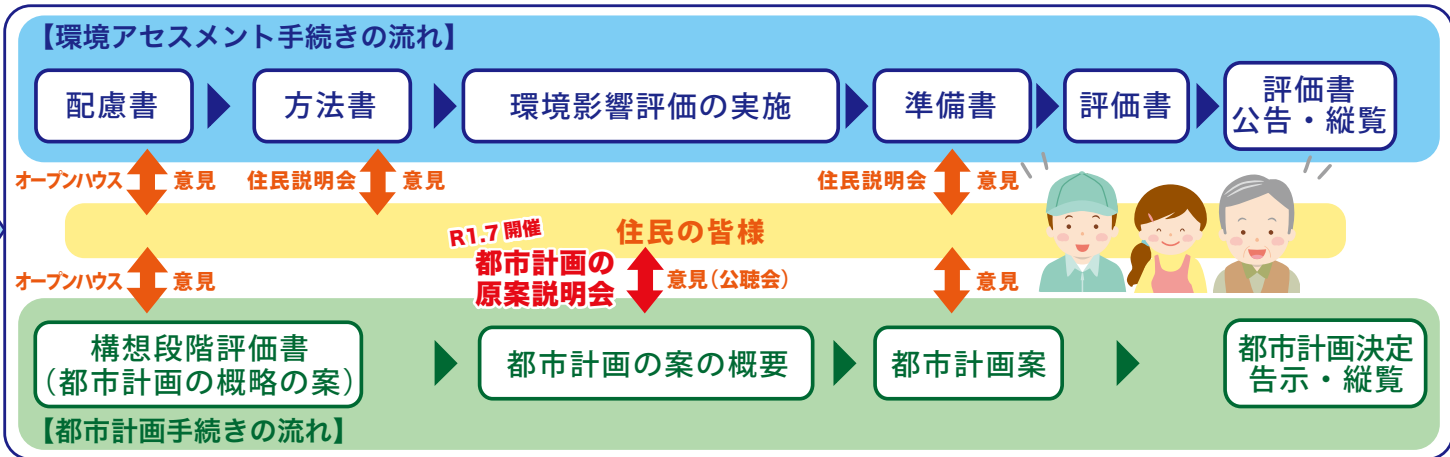 【環境アセスメント手続きの流れ】
配慮書
方法書
環境影響評価の実施
準備書
評価書
評価書
公告・縦覧
オープンハウス
意見
住民説明会
意見
住民説明会
意見
住民の皆様
R1.7 開催
都市計画の
原案説明会
意見（公聴会）
オープンハウス
意見
意見
構想段階評価書
（都市計画の概略の案）
都市計画の案の概要
都市計画案
都市計画決定
告示・縦覧
【都市計画手続きの流れ】